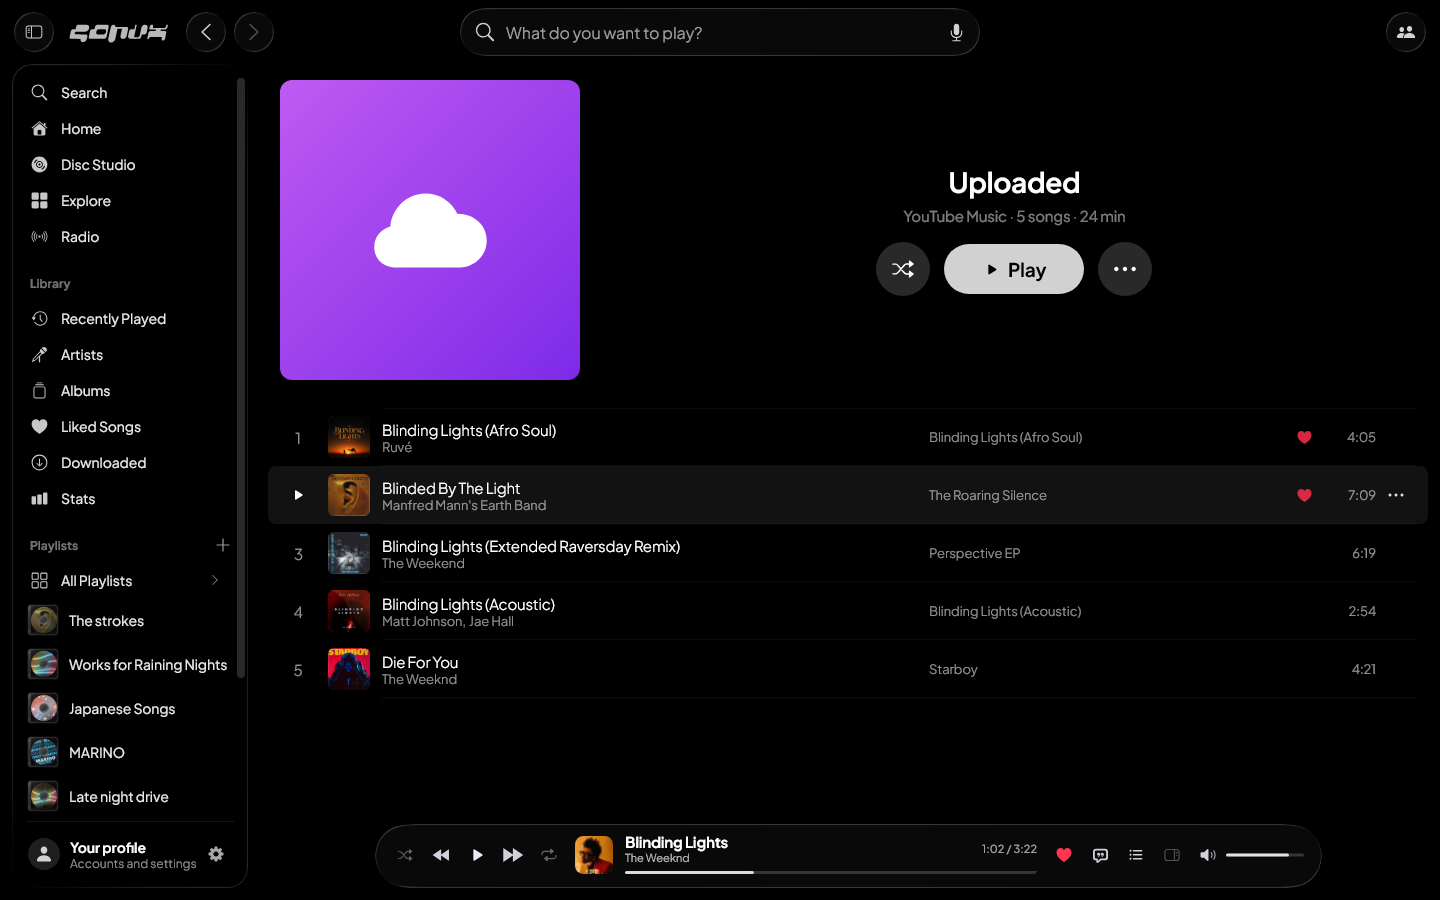 What do you want to play?
Search
Home
Disc Studio
Explore
Radio
Library
Recently Played
Artists
Albums
Liked Songs
Downloaded
Stats
Playlists
All Playlists
The strokes
Works for Raining Nights
Japanese Songs
MARINO
Late night drive
Your profile
Accounts and settings
Uploaded
YouTube Music · 5 songs · 24 min
Play
1 Blinding Lights (Afro Soul) Blinding Lights (Afro Soul) 4:05
Ruvé
Blinded By The Light The Roaring Silence 7:09
Manfred Mann's Earth Band
3 Blinding Lights (Extended Raversday Remix) Perspective EP 6:19
The Weekend
4 Blinding Lights (Acoustic) Blinding Lights (Acoustic) 2:54
Matt Johnson, Jae Hall
5 Die For You Starboy 4:21
The Weeknd
STARBOY
Blinding Lights
The Weeknd
1:02 / 3:22